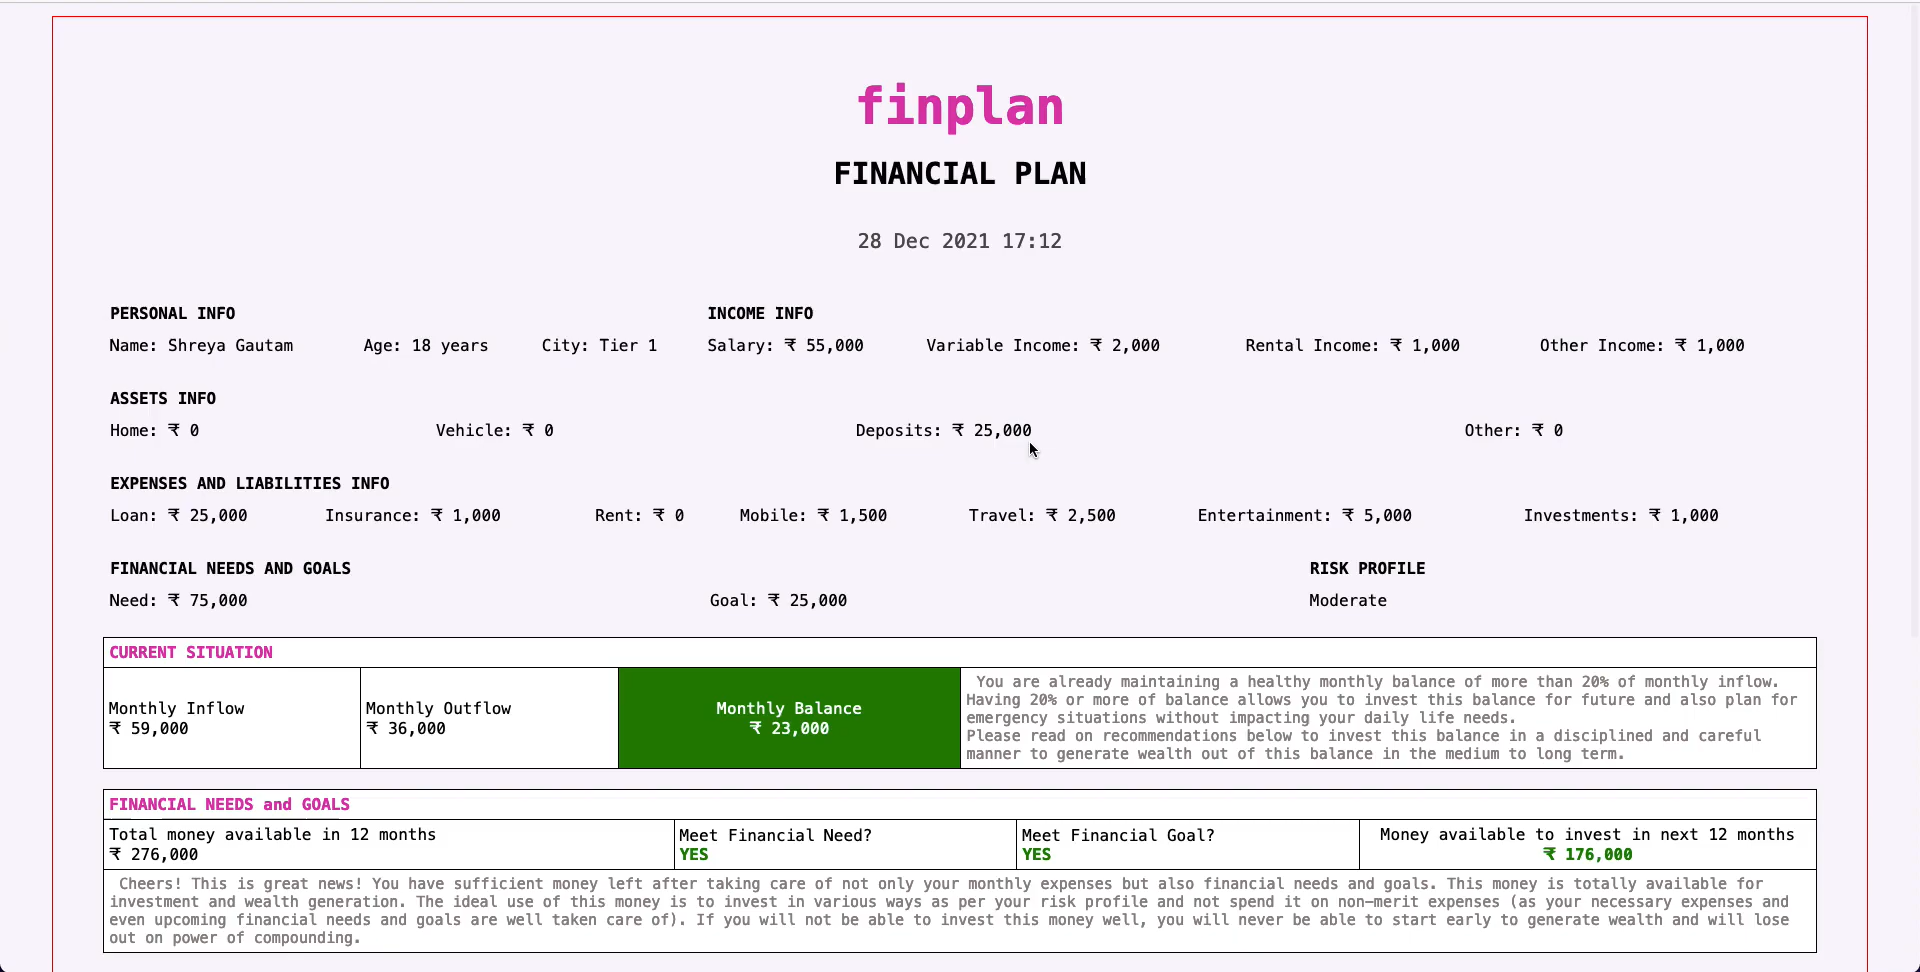 finplan
FINANCIAL PLAN
28 Dec 2021 17:12
PERSONAL INFO
INCOME INFO
Name: Shreya Gautam Age: 18 years City: Tier 1 Salary: ₹ 55,000 Variable Income: ₹ 2,000 Rental Income: ₹ 1,000 Other Income: ₹ 1,000
ASSETS INFO
Home: ₹ 0 Vehicle: ₹ 0 Deposits: ₹ 25,000 Other: ₹ 0
EXPENSES AND LIABILITIES INFO
Loan: ₹ 25,000 Insurance: ₹ 1,000 Rent: ₹ 0 Mobile: ₹ 1,500 Travel: ₹ 2,500 Entertainment: ₹ 5,000 Investments: ₹ 1,000
FINANCIAL NEEDS AND GOALS
RISK PROFILE
Need: ₹ 75,000 Goal: ₹ 25,000 Moderate
CURRENT SITUATION
Monthly Inflow
₹ 59,000
Monthly Outflow
₹ 36,000
Monthly Balance
₹ 23,000
You are already maintaining a healthy monthly balance of more than 20% of monthly inflow.
Having 20% or more of balance allows you to invest this balance for future and also plan for
emergency situations without impacting your daily life needs.
Please read on recommendations below to invest this balance in a disciplined and careful
manner to generate wealth out of this balance in the medium to long term.
FINANCIAL NEEDS and GOALS
Total money available in 12 months
₹ 276,000
Meet Financial Need?
YES
Meet Financial Goal?
YES
Money available to invest in next 12 months
₹ 176,000
Cheers! This is great news! You have sufficient money left after taking care of not only your monthly expenses but also financial needs and goals. This money is totally available for
investment and wealth generation. The ideal use of this money is to invest in various ways as per your risk profile and not spend it on non-merit expenses (as your necessary expenses and
even upcoming financial needs and goals are well taken care of). If you will not be able to invest this money well, you will never be able to start early to generate wealth and will lose
out on power of compounding.